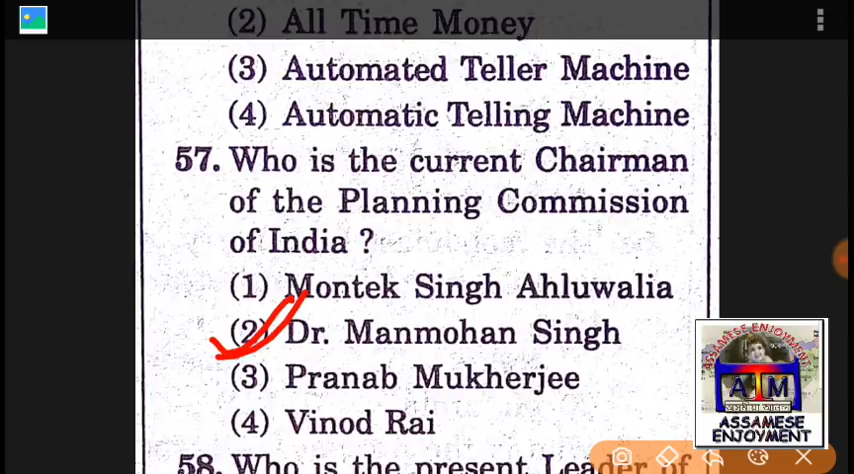 (2) All Time Money
(3) Automated Teller Machine
(4) Automatic Telling Machine
57. Who is the current Chairman
of the Planning Commission
of India ?
(1) Montek Singh Ahluwalia
(2) Dr. Manmohan Singh
(3) Pranab Mukherjee
(4) Vinod Rai
58. Who is the present Leader of
ASSAMESE ENJOYMENT
ATM
ASSAMESE
ENJOYMENT